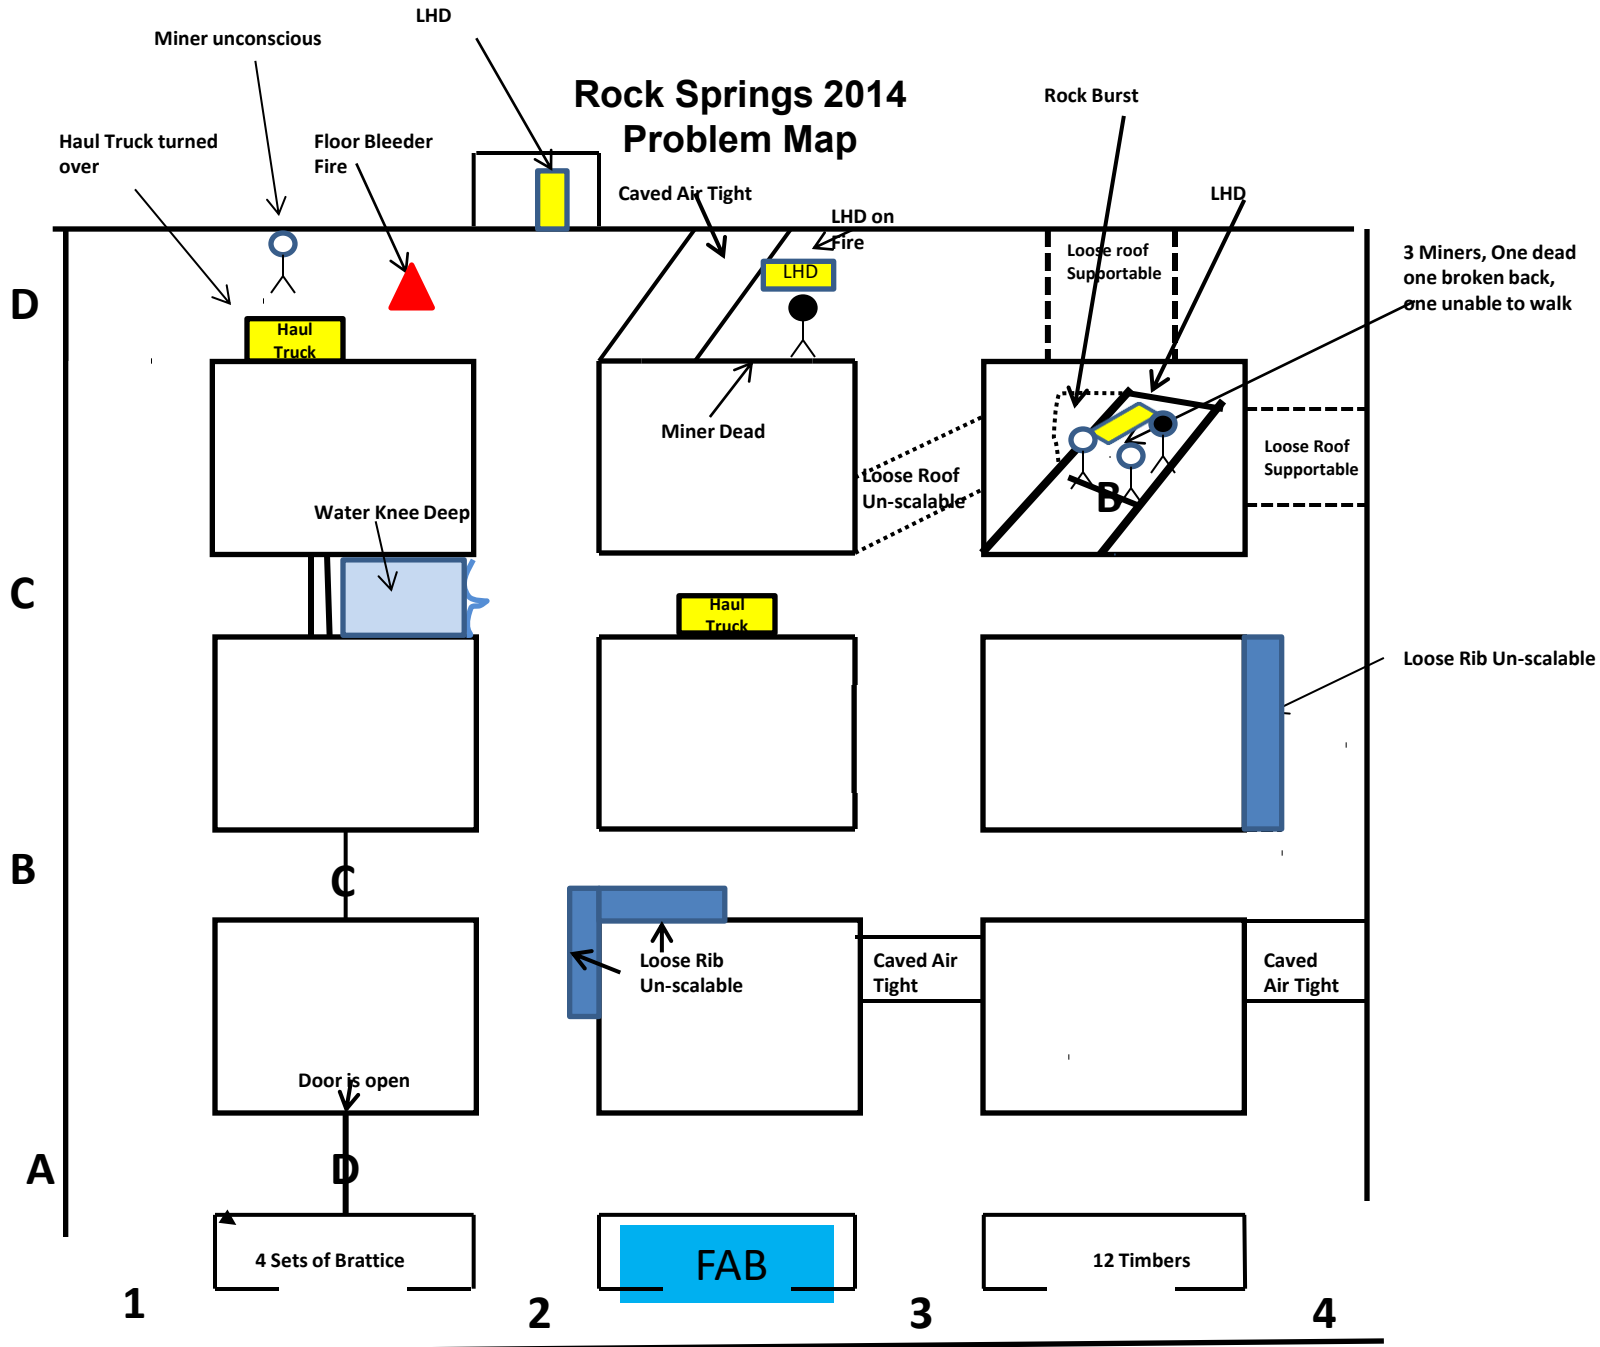 LHD
Miner unconscious
Rock Springs 2014
Problem Map
Rock Burst
Haul Truck turned
over
Floor Bleeder
Fire
Caved Air Tight
LHD on
Fire
LHD
Loose roof
Supportable
3 Miners, One dead
one broken back,
one unable to walk
LHD
D
Haul
Truck
Miner Dead
Loose Roof
Un-scalable
Loose Roof
Supportable
B
Water Knee Deep
C
Haul
Truck
Loose Rib Un-scalable
B
C
Loose Rib
Un-scalable
Caved Air
Tight
Caved
Air Tight
Door is open
A
D
4 Sets of Brattice
FAB
12 Timbers
1
2
3
4